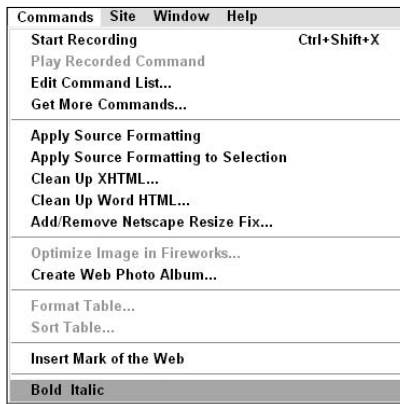 Commands Site Window Help
Start Recording Ctrl+Shift+X
Play Recorded Command
Edit Command List...
Get More Commands...
Apply Source Formatting
Apply Source Formatting to Selection
Clean Up XHTML...
Clean Up Word HTML...
Add/Remove Netscape Resize Fix...
Optimize Image in Fireworks...
Create Web Photo Album...
Format Table...
Sort Table...
Insert Mark of the Web
Bold Italic